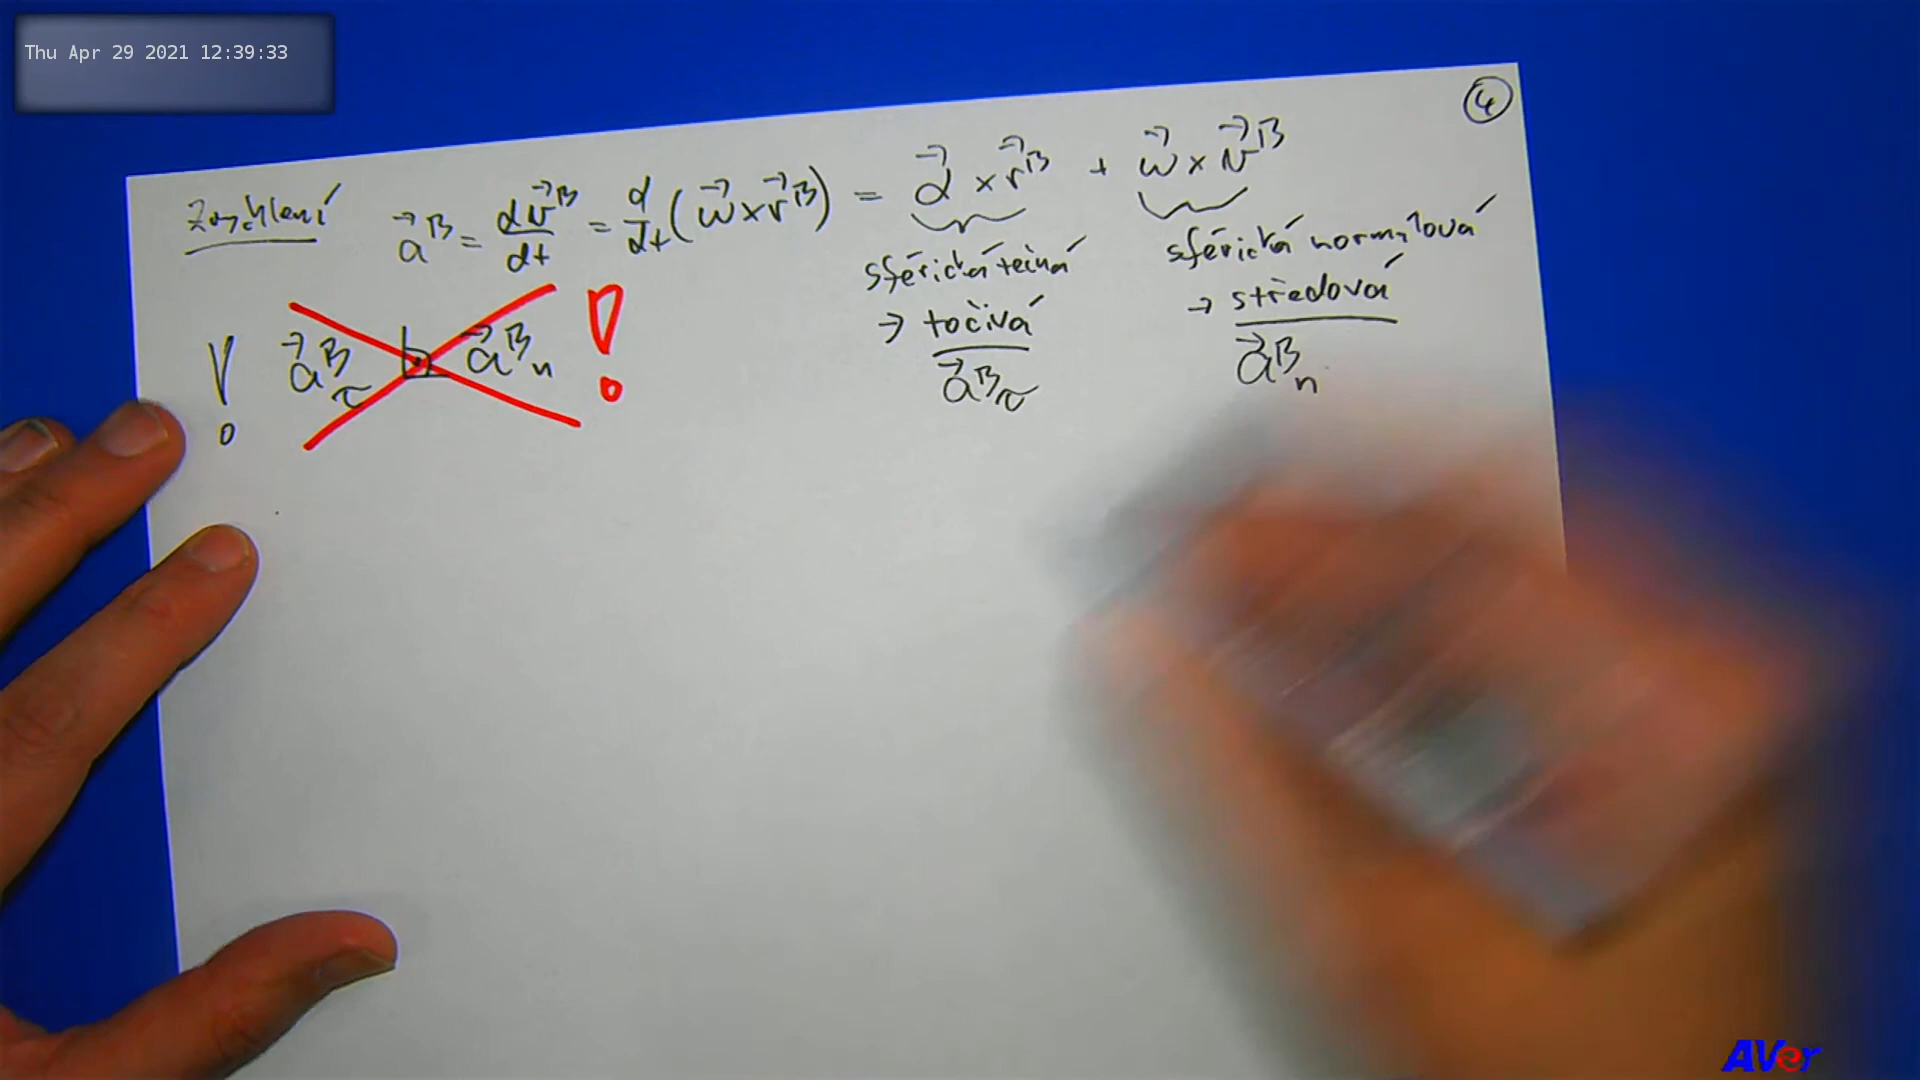 Thu Apr 29 2021 12:39:33
④
Zrychlení
a⃗ᴮ = dv⃗ᴮ/dt = d/dt (ω⃗ × r⃗ᴮ) = α⃗ × r⃗ᴮ + ω⃗ × v⃗ᴮ
sférická tečná
→ točivá
a⃗ᴮτ
sférická normálová
→ středová
a⃗ᴮn
! a⃗ᴮτ ⊾ a⃗ᴮn !
AVer